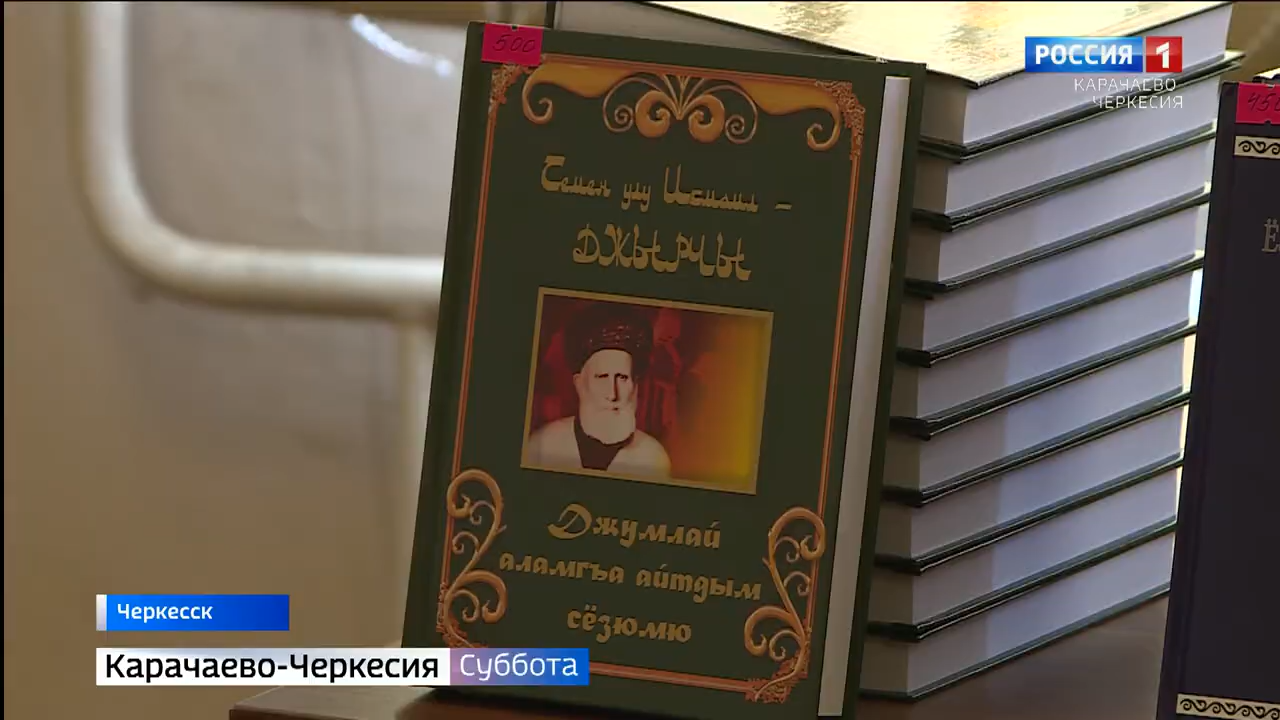 500
РОССИЯ 1
КАРАЧАЕВО
ЧЕРКЕСИЯ
Семен улу Исмаил –
ДЖЫРЧЫ
Джумлай
аламгъа айтдым
сёзюмю
Черкесск
Карачаево-Черкесия Суббота